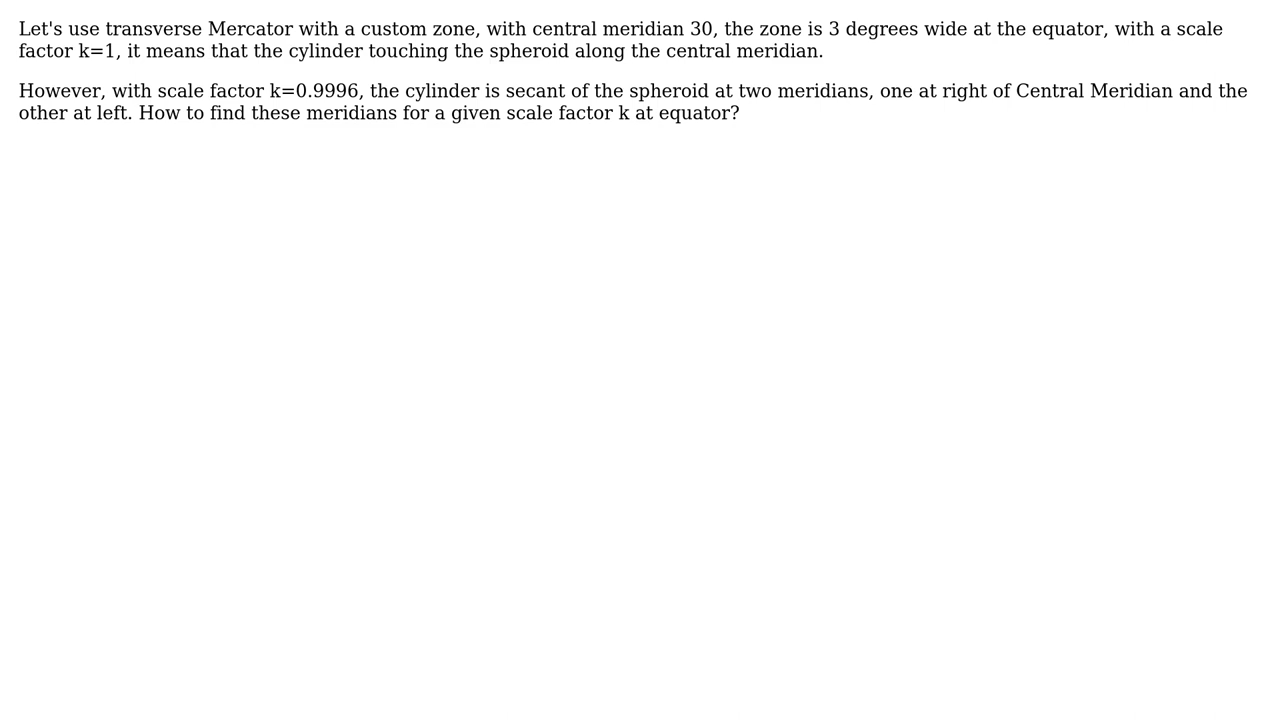 Let's use transverse Mercator with a custom zone, with central meridian 30, the zone is 3 degrees wide at the equator, with a scale
factor k=1, it means that the cylinder touching the spheroid along the central meridian.
However, with scale factor k=0.9996, the cylinder is secant of the spheroid at two meridians, one at right of Central Meridian and the
other at left. How to find these meridians for a given scale factor k at equator?